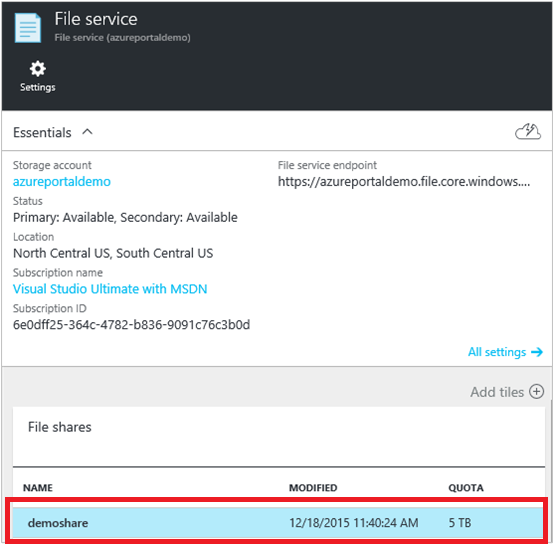 File service
File service (azureportaldemo)
Settings
Essentials
Storage account
azureportaldemo
File service endpoint
https://azureportaldemo.file.core.windows....
Status
Primary: Available, Secondary: Available
Location
North Central US, South Central US
Subscription name
Visual Studio Ultimate with MSDN
Subscription ID
6e0dff25-364c-4782-b836-9091c76c3b0d
All settings
Add tiles
File shares
NAME MODIFIED QUOTA
demoshare 12/18/2015 11:40:24 AM 5 TB